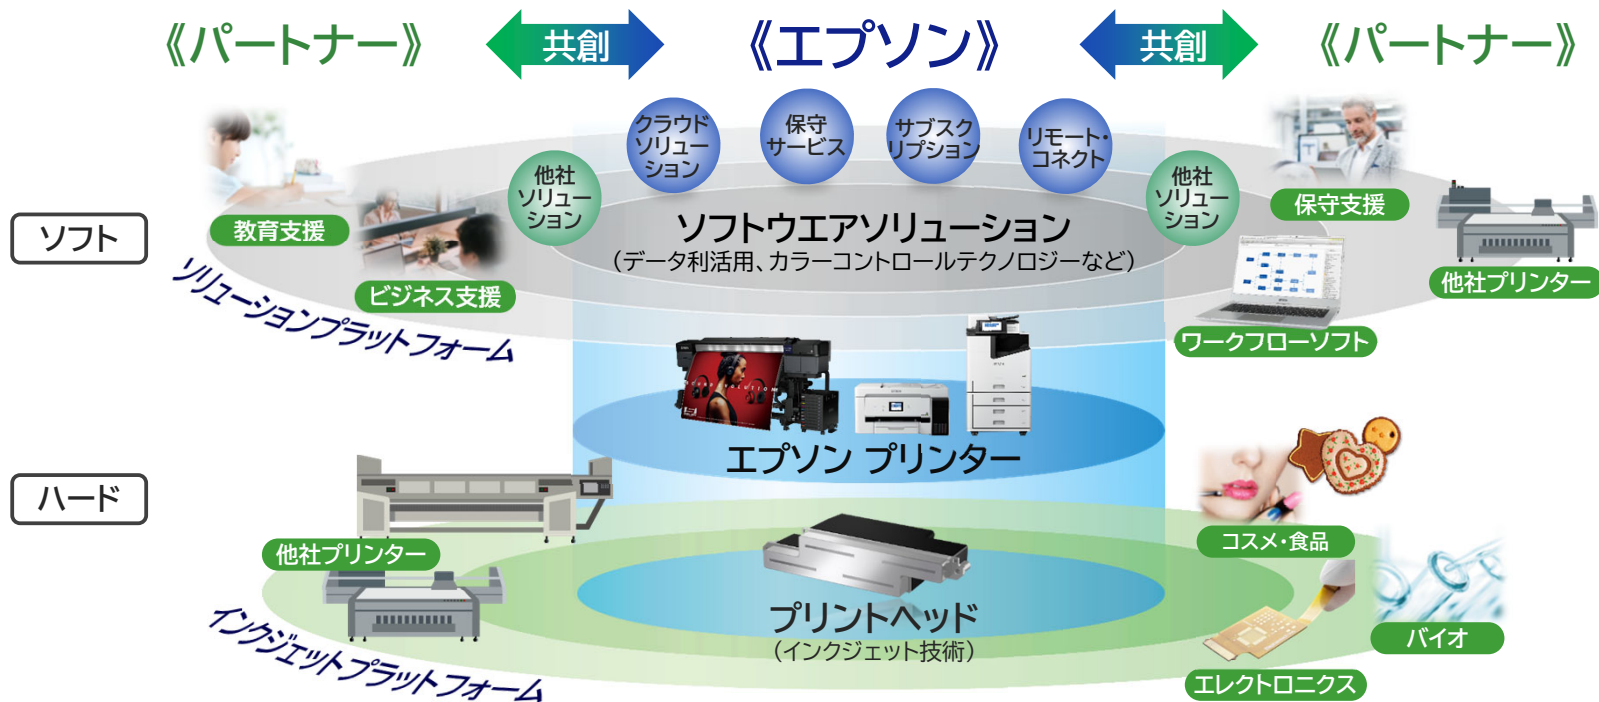 《パートナー》
共創
《エプソン》
共創
《パートナー》
クラウド
ソリュー
ション
保守
サービス
サブスク
リプション
リモート・
コネクト
他社
ソリュー
ション
他社
ソリュー
ション
ソフト
教育支援
ビジネス支援
ソフトウエアソリューション
（データ利活用、カラーコントロールテクノロジーなど）
保守支援
他社プリンター
ワークフローソフト
ソリューションプラットフォーム
エプソン プリンター
ハード
他社プリンター
プリントヘッド
（インクジェット技術）
コスメ・食品
バイオ
エレクトロニクス
インクジェットプラットフォーム